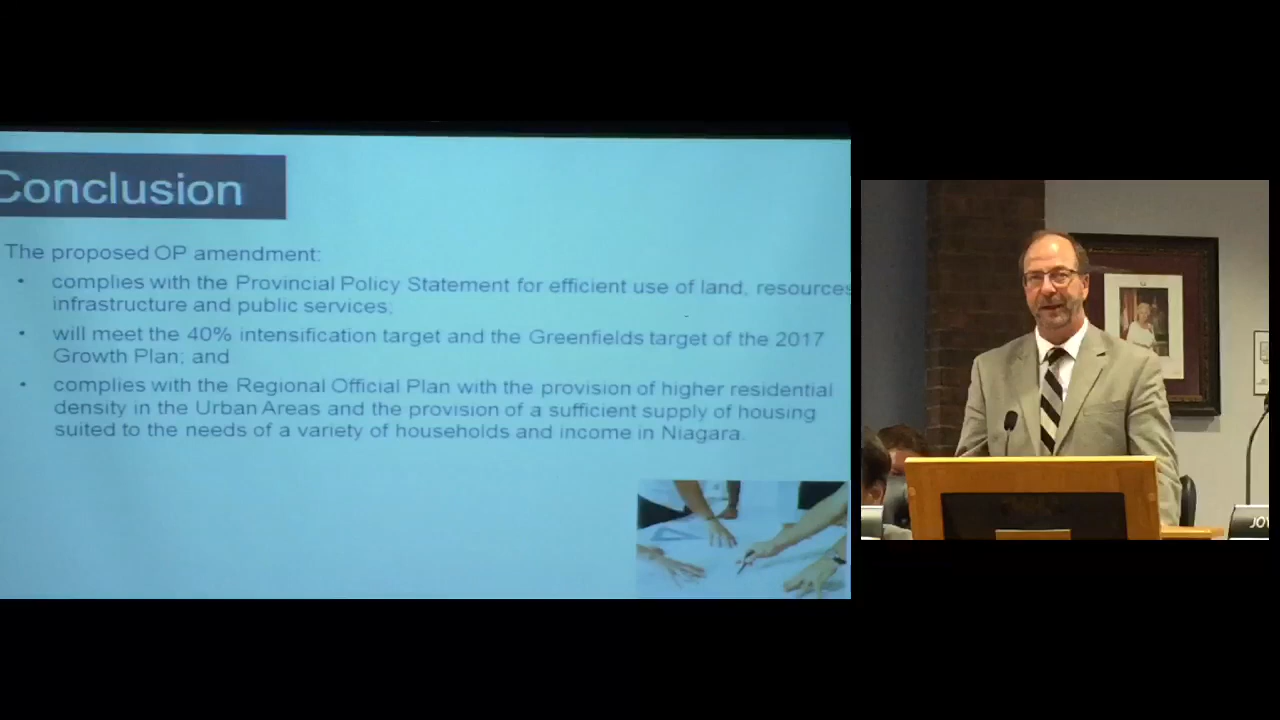 Conclusion
The proposed OP amendment:
• complies with the Provincial Policy Statement for efficient use of land, resources
infrastructure and public services;
• will meet the 40% intensification target and the Greenfields target of the 2017
Growth Plan; and
• complies with the Regional Official Plan with the provision of higher residential
density in the Urban Areas and the provision of a sufficient supply of housing
suited to the needs of a variety of households and income in Niagara.
JOY